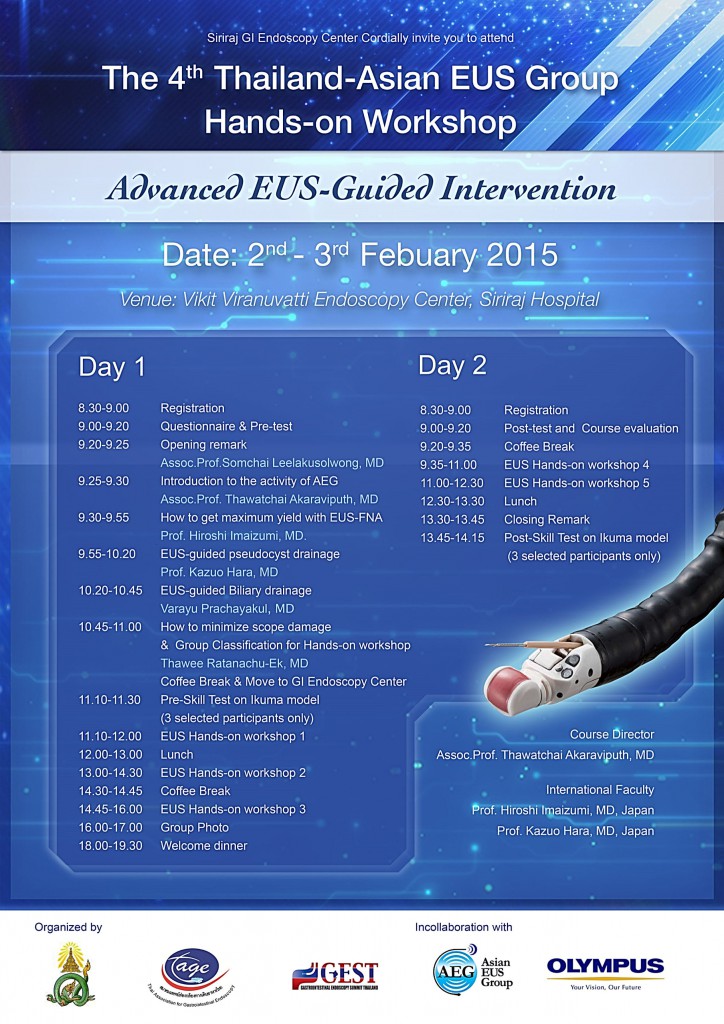 Siriraj GI Endoscopy Center Cordially invite you to attend
The 4th Thailand-Asian EUS Group
Hands-on Workshop
Advanced EUS-Guided Intervention
Date: 2nd - 3rd Febuary 2015
Venue: Vikit Viranuvatti Endoscopy Center, Siriraj Hospital
Day 1
8.30-9.00 Registration
9.00-9.20 Questionnaire & Pre-test
9.20-9.25 Opening remark
Assoc.Prof.Somchai Leelakusolwong, MD
9.25-9.30 Introduction to the activity of AEG
Assoc.Prof. Thawatchai Akaraviputh, MD
9.30-9.55 How to get maximum yield with EUS-FNA
Prof. Hiroshi Imaizumi, MD.
9.55-10.20 EUS-guided pseudocyst drainage
Prof. Kazuo Hara, MD
10.20-10.45 EUS-guided Biliary drainage
Varayu Prachayakul, MD
10.45-11.00 How to minimize scope damage
& Group Classification for Hands-on workshop
Thawee Ratanachu-Ek, MD
Coffee Break & Move to GI Endoscopy Center
11.10-11.30 Pre-Skill Test on Ikuma model
(3 selected participants only)
11.10-12.00 EUS Hands-on workshop 1
12.00-13.00 Lunch
13.00-14.30 EUS Hands-on workshop 2
14.30-14.45 Coffee Break
14.45-16.00 EUS Hands-on workshop 3
16.00-17.00 Group Photo
18.00-19.30 Welcome dinner
Day 2
8.30-9.00 Registration
9.00-9.20 Post-test and Course evaluation
9.20-9.35 Coffee Break
9.35-11.00 EUS Hands-on workshop 4
11.00-12.30 EUS Hands-on workshop 5
12.30-13.30 Lunch
13.30-13.45 Closing Remark
13.45-14.15 Post-Skill Test on Ikuma model
(3 selected participants only)
Course Director
Assoc.Prof. Thawatchai Akaraviputh, MD
International Faculty
Prof. Hiroshi Imaizumi, MD, Japan
Prof. Kazuo Hara, MD, Japan
Organized by
Tage
Thai Association for Gastrointestinal Endoscopy
GEST
GASTROINTESTINAL ENDOSCOPY SUMMIT THAILAND
Incollaboration with
AEG
Asian
EUS
Group
OLYMPUS
Your Vision, Our Future